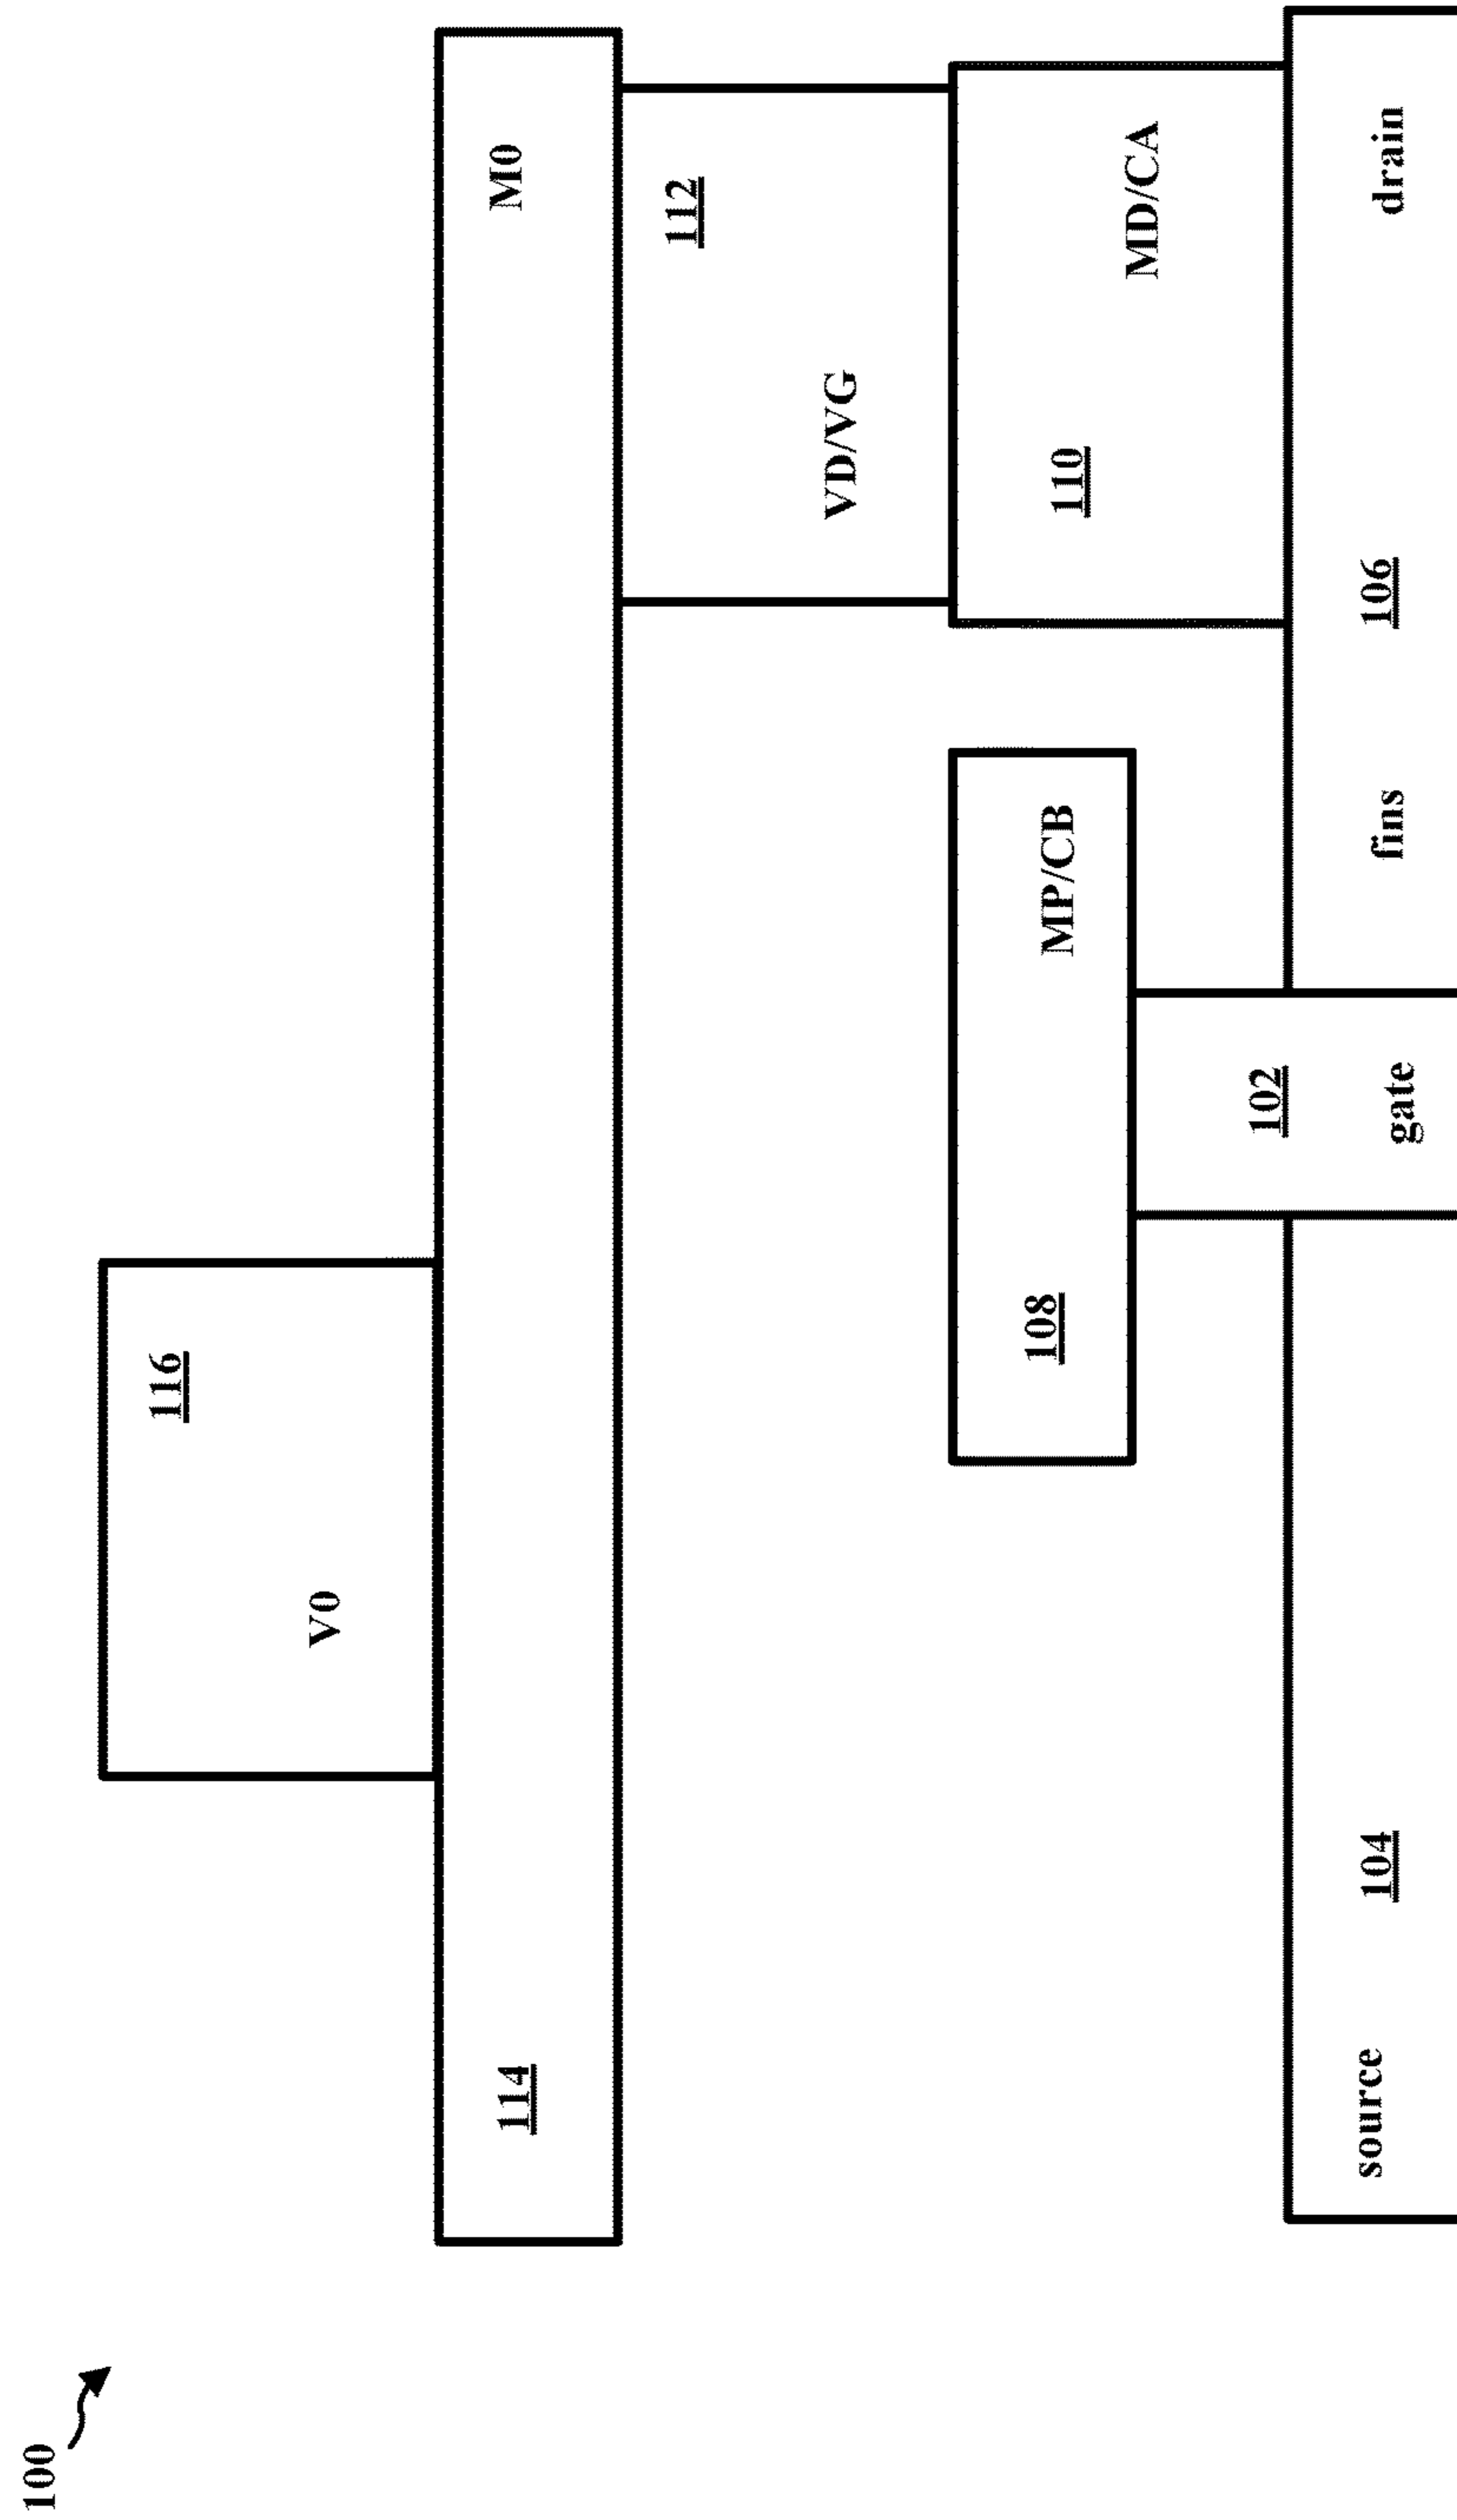 100
116
V0
114
M0
112
VD/VG
108
MP/CB
110
MD/CA
102
gate
source
104
fins
106
drain